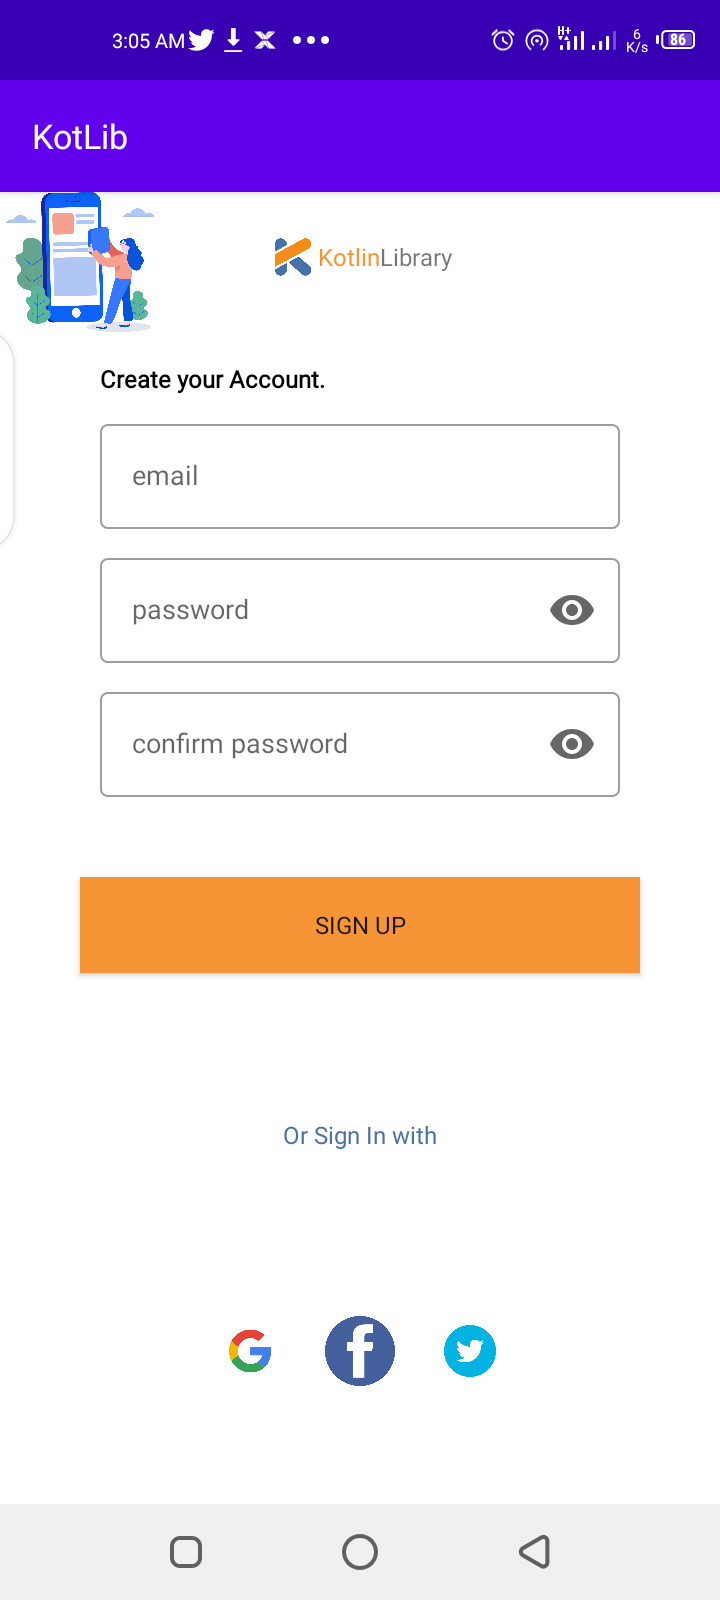 3:05 AM H+ 6 K/s 86
KotLib
KotlinLibrary
Create your Account.
email
password
confirm password
SIGN UP
Or Sign In with